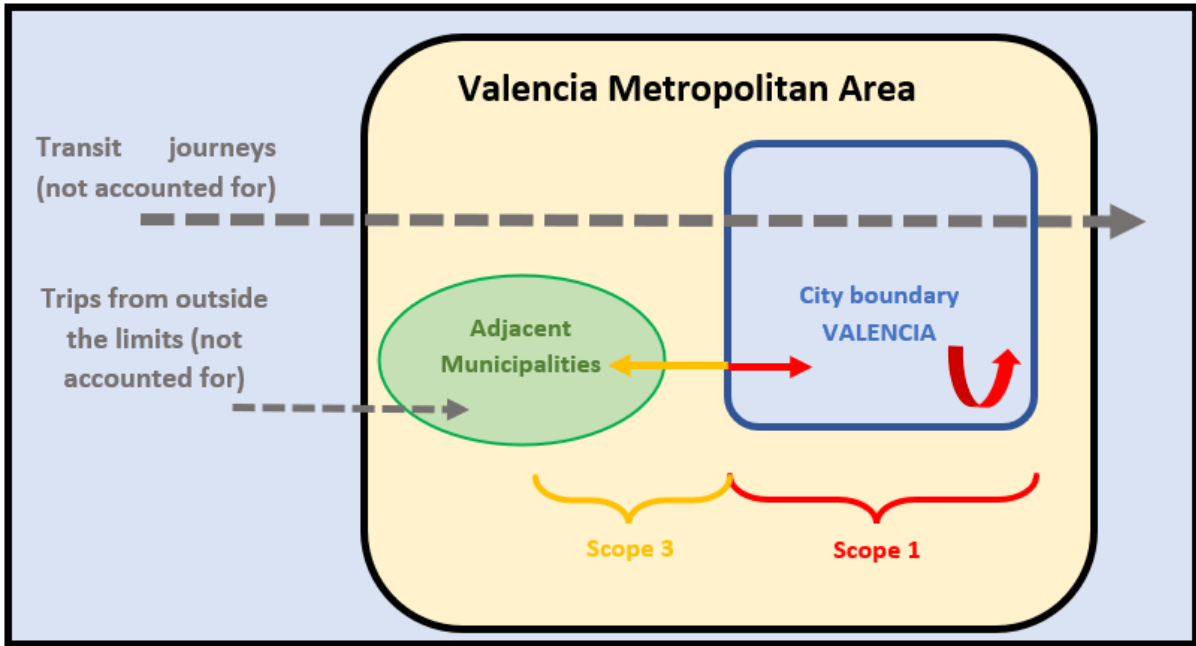 Valencia Metropolitan Area
Transit journeys
(not accounted for)
Trips from outside
the limits (not
accounted for)
Adjacent
Municipalities
City boundary
VALENCIA
Scope 3
Scope 1